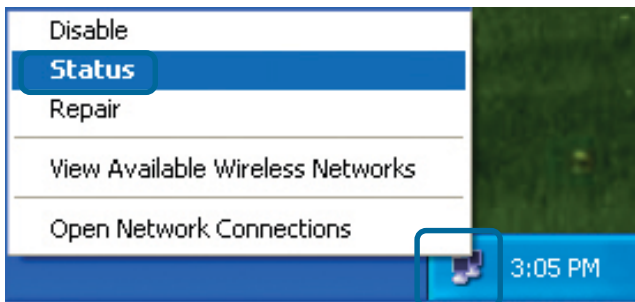 Disable
Status
Repair
View Available Wireless Networks
Open Network Connections
3:05 PM